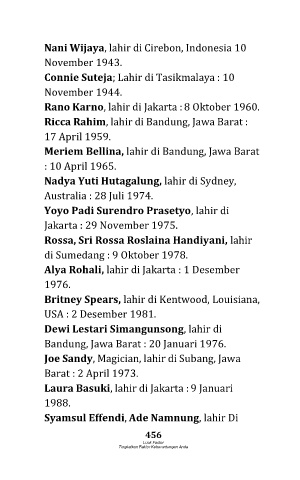 Nani Wijaya, lahir di Cirebon, Indonesia 10
November 1943.
Connie Suteja; Lahir di Tasikmalaya : 10
November 1944.
Rano Karno, lahir di Jakarta : 8 Oktober 1960.
Ricca Rahim, lahir di Bandung, Jawa Barat :
17 April 1959.
Meriem Bellina, lahir di Bandung, Jawa Barat
: 10 April 1965.
Nadya Yuti Hutagalung, lahir di Sydney,
Australia : 28 Juli 1974.
Yoyo Padi Surendro Prasetyo, lahir di
Jakarta : 29 November 1975.
Rossa, Sri Rossa Roslaina Handiyani, lahir
di Sumedang : 9 Oktober 1978.
Alya Rohali, lahir di Jakarta : 1 Desember
1976.
Britney Spears, lahir di Kentwood, Louisiana,
USA : 2 Desember 1981.
Dewi Lestari Simangunsong, lahir di
Bandung, Jawa Barat : 20 Januari 1976.
Joe Sandy, Magician, lahir di Subang, Jawa
Barat : 2 April 1973.
Laura Basuki, lahir di Jakarta : 9 Januari
1988.
Syamsul Effendi, Ade Namnung, lahir Di
456
Luck Factor
Tingkatkan Faktor Keberuntungan Anda